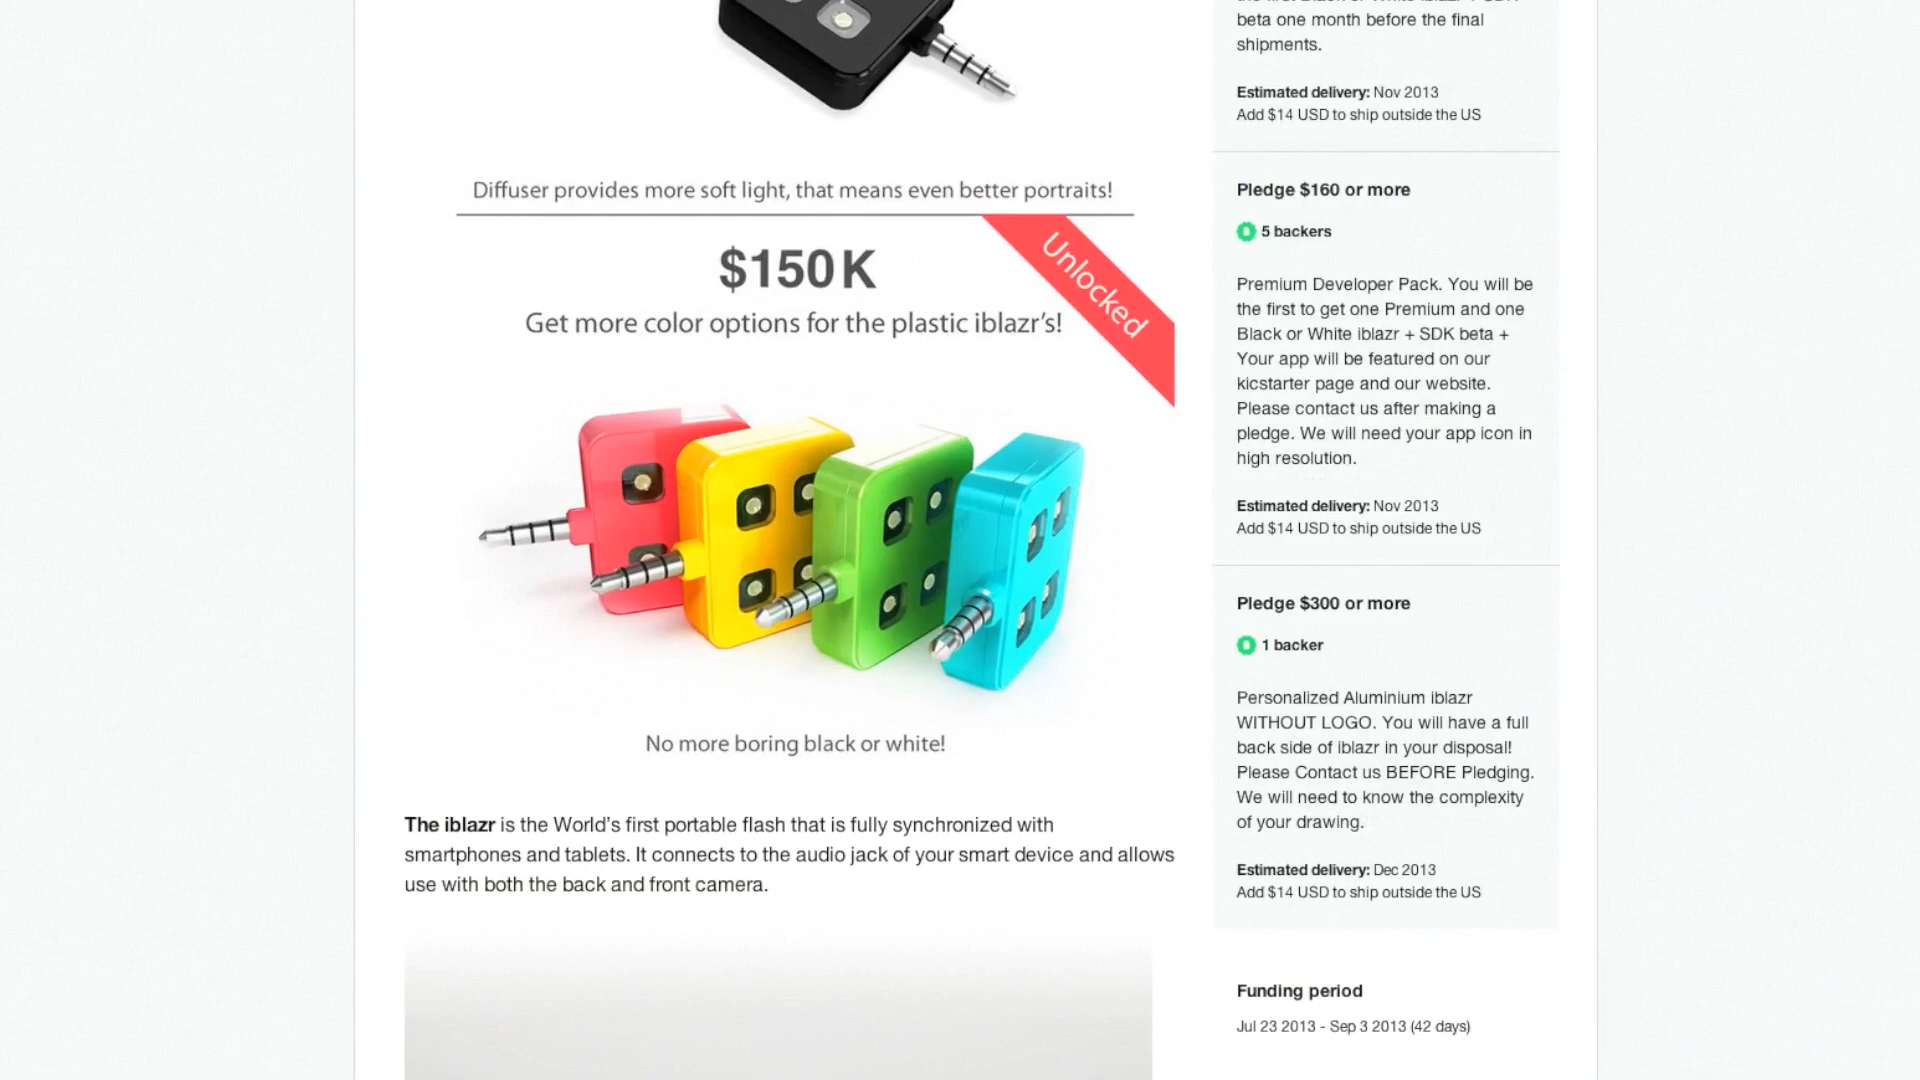 Diffuser provides more soft light, that means even better portraits!
$150K
Unlocked
Get more color options for the plastic iblazr's!
No more boring black or white!
The iblazr is the World's first portable flash that is fully synchronized with
smartphones and tablets. It connects to the audio jack of your smart device and allows
use with both the back and front camera.
beta one month before the final
shipments.
Estimated delivery: Nov 2013
Add $14 USD to ship outside the US
Pledge $160 or more
5 backers
Premium Developer Pack. You will be
the first to get one Premium and one
Black or White iblazr + SDK beta +
Your app will be featured on our
kicstarter page and our website.
Please contact us after making a
pledge. We will need your app icon in
high resolution.
Estimated delivery: Nov 2013
Add $14 USD to ship outside the US
Pledge $300 or more
1 backer
Personalized Aluminium iblazr
WITHOUT LOGO. You will have a full
back side of iblazr in your disposal!
Please Contact us BEFORE Pledging.
We will need to know the complexity
of your drawing.
Estimated delivery: Dec 2013
Add $14 USD to ship outside the US
Funding period
Jul 23 2013 - Sep 3 2013 (42 days)